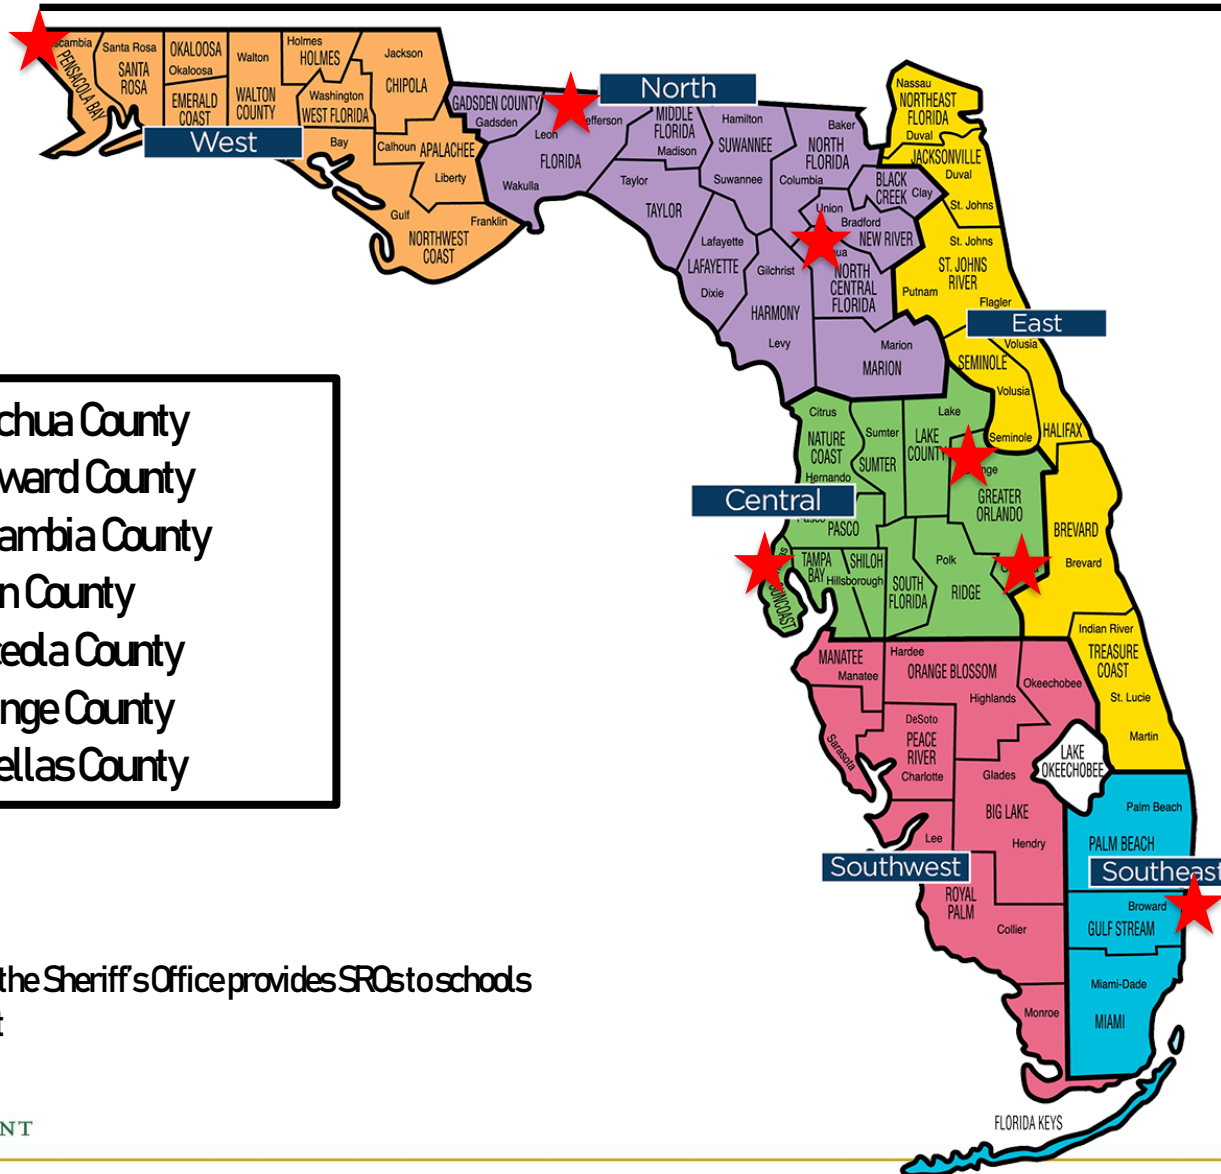 Escambia
PENSACOLA BAY
Santa Rosa
SANTA
ROSA
OKALOOSA
Okaloosa
EMERALD
COAST
Walton
WALTON
COUNTY
Holmes
HOLMES
Washington
WEST FLORIDA
Jackson
CHIPOLA
West
Bay
Calhoun
APALACHEE
Liberty
Gulf
Franklin
NORTHWEST
COAST
North
GADSDEN COUNTY
Gadsden
Leon
efferson
FLORIDA
Wakulla
MIDDLE
FLORIDA
Madison
Hamilton
SUWANNEE
Suwannee
Baker
NORTH
FLORIDA
Columbia
Taylor
TAYLOR
BLACK
CREEK
Clay
Union
Bradford
NEW RIVER
Lafayette
LAFAYETTE
Dixie
Gilchrist
HARMONY
Levy
ua
NORTH
CENTRAL
FLORIDA
Marion
MARION
Nassau
NORTHEAST
FLORIDA
Duval
JACKSONVILLE
Duval
St. Johns
St. Johns
ST. JOHNS
RIVER
Putnam
Flagler
East
Volusia
SEMINOLE
Volusia
Seminole
HALIFAX
BREVARD
Brevard
Indian River
TREASURE
COAST
St. Lucie
Martin
Central
Citrus
NATURE
COAST
Hernando
Sumter
SUMTER
Lake
LAKE
COUNTY
nge
GREATER
ORLANDO
Pasco
PASCO
TAMPA
BAY
SHILOH
Hillsborough
SUNCOAST
SOUTH
FLORIDA
Polk
RIDGE
MANATEE
Manatee
Hardee
ORANGE BLOSSOM
Highlands
Okeechobee
Sarasota
DeSoto
PEACE
RIVER
Charlotte
Glades
BIG LAKE
Hendry
Lee
LAKE
OKEECHOBEE
Southwest
ROYAL
PALM
Collier
Monroe
Palm Beach
PALM BEACH
Southeast
Broward
GULF STREAM
Miami-Dade
MIAMI
FLORIDA KEYS
chua County
ward County
ambia County
n County
ceola County
nge County
ellas County
the Sheriff's Office provides SROs to schools
t
NT